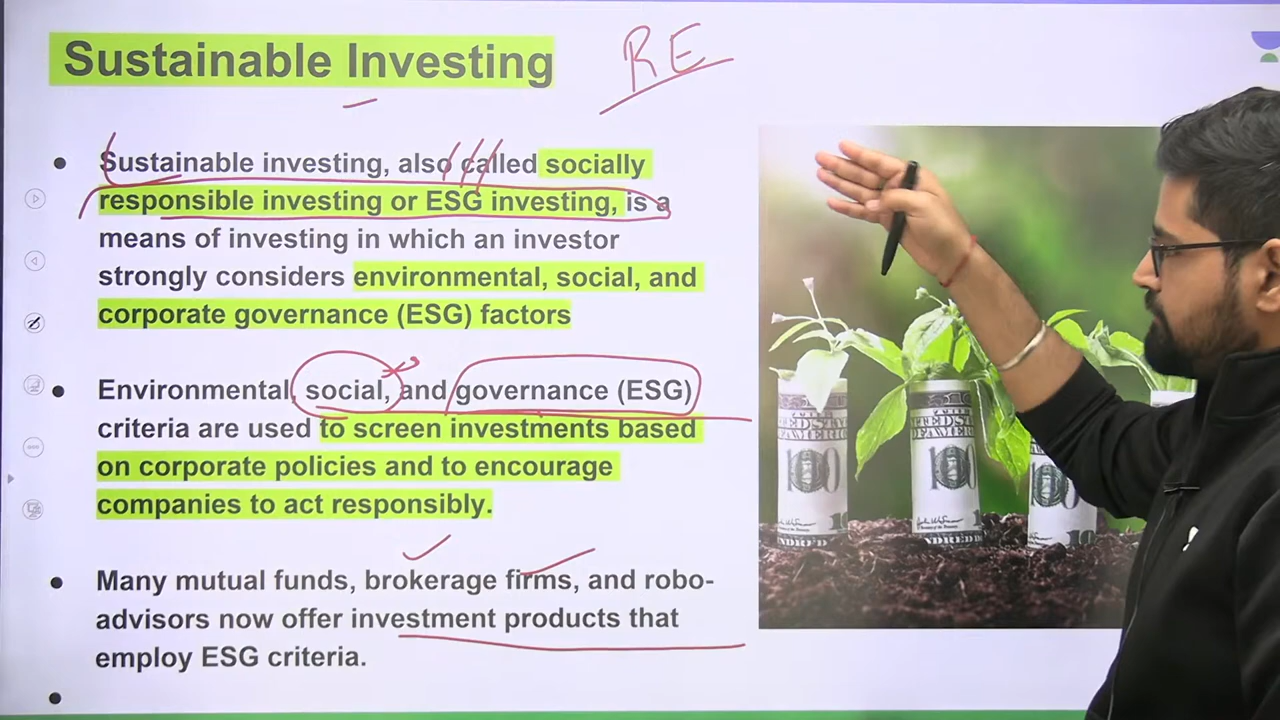 Sustainable Investing RE
• Sustainable investing, also called socially
responsible investing or ESG investing, is a
means of investing in which an investor
strongly considers environmental, social, and
corporate governance (ESG) factors
• Environmental, social, and governance (ESG)
criteria are used to screen investments based
on corporate policies and to encourage
companies to act responsibly.
• Many mutual funds, brokerage firms, and robo-
advisors now offer investment products that
employ ESG criteria.
•
100 100